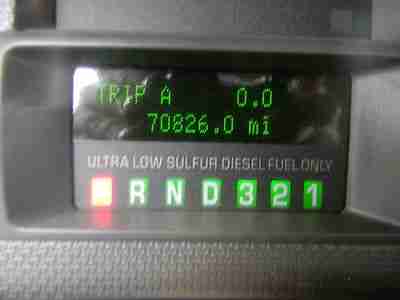 TRIP A 0.0
70826.0 mi
ULTRA LOW SULFUR DIESEL FUEL ONLY
R N D 3 2 1